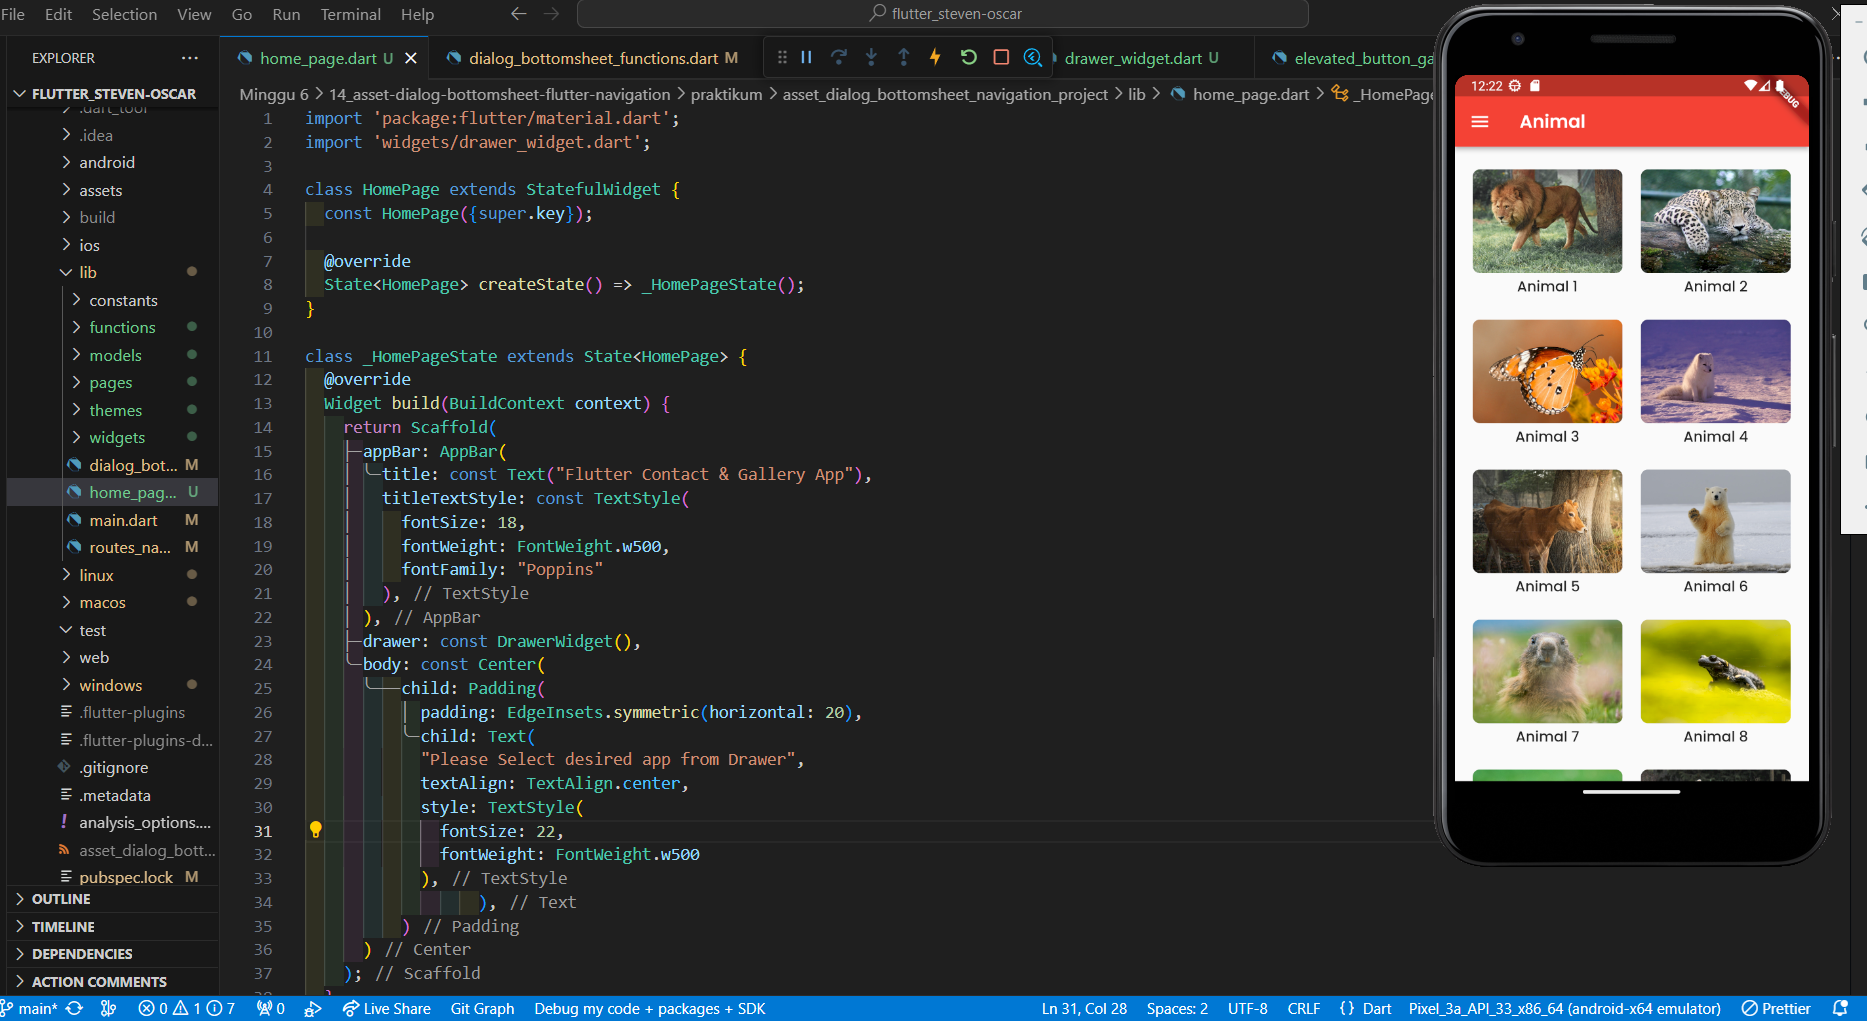 File Edit Selection View Go Run Terminal Help
flutter_steven-oscar
EXPLORER
home_page.dart U
dialog_bottomsheet_functions.dart M
drawer_widget.dart U
elevated_button_ga
FLUTTER_STEVEN-OSCAR
Minggu 6 > 14_asset-dialog-bottomsheet-flutter-navigation > praktikum > asset_dialog_bottomsheet_navigation_project > lib > home_page.dart > _HomePage
.dart_tool
.idea
android
assets
build
ios
lib
constants
functions
models
pages
themes
widgets
dialog_bot... M
home_pag... U
main.dart M
routes_na... M
linux
macos
test
web
windows
.flutter-plugins
.flutter-plugins-d...
.gitignore
.metadata
analysis_options....
asset_dialog_bott...
pubspec.lock M
OUTLINE
TIMELINE
DEPENDENCIES
ACTION COMMENTS
1 import 'package:flutter/material.dart';
2 import 'widgets/drawer_widget.dart';
3
4 class HomePage extends StatefulWidget {
5 const HomePage({super.key});
6
7 @override
8 State<HomePage> createState() => _HomePageState();
9 }
10
11 class _HomePageState extends State<HomePage> {
12 @override
13 Widget build(BuildContext context) {
14 return Scaffold(
15 appBar: AppBar(
16 title: const Text("Flutter Contact & Gallery App"),
17 titleTextStyle: const TextStyle(
18 fontSize: 18,
19 fontWeight: FontWeight.w500,
20 fontFamily: "Poppins"
21 ), // TextStyle
22 ), // AppBar
23 drawer: const DrawerWidget(),
24 body: const Center(
25 child: Padding(
26 padding: EdgeInsets.symmetric(horizontal: 20),
27 child: Text(
28 "Please Select desired app from Drawer",
29 textAlign: TextAlign.center,
30 style: TextStyle(
31 fontSize: 22,
32 fontWeight: FontWeight.w500
33 ), // TextStyle
34 ), // Text
35 ) // Padding
36 ) // Center
37 ); // Scaffold
38 }
12:22
DEBUG
Animal
Animal 1
Animal 2
Animal 3
Animal 4
Animal 5
Animal 6
Animal 7
Animal 8
main* 0 1 7 0 Live Share Git Graph Debug my code + packages + SDK Ln 31, Col 28 Spaces: 2 UTF-8 CRLF {} Dart Pixel_3a_API_33_x86_64 (android-x64 emulator) Prettier